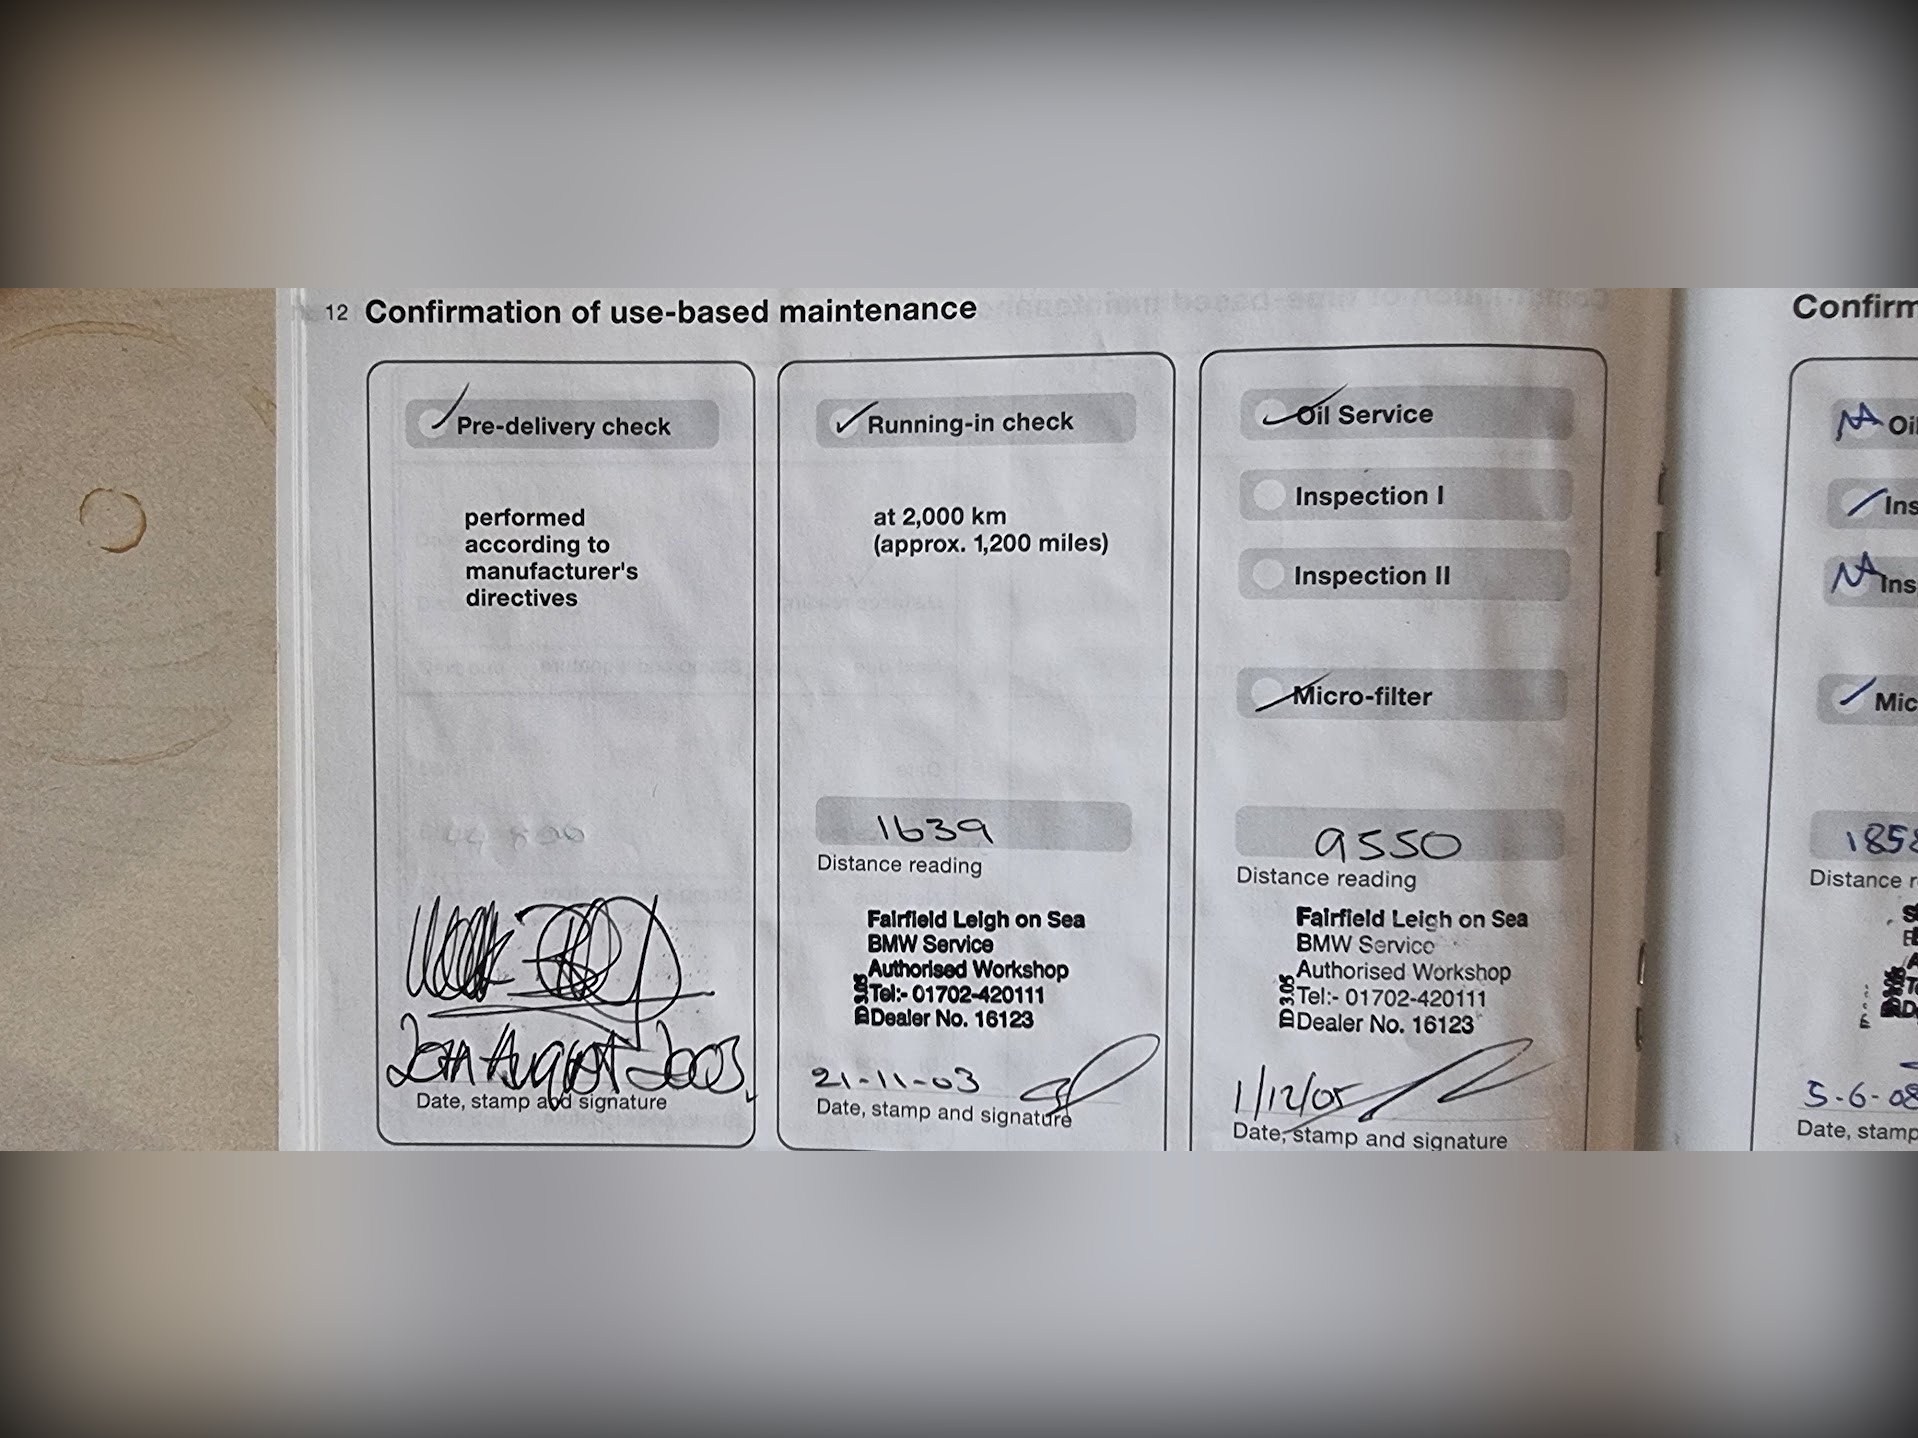 12 Confirmation of use-based maintenance
Pre-delivery check
performed
according to
manufacturer's
directives
20th August 2003
Date, stamp and signature
Running-in check
at 2,000 km
(approx. 1,200 miles)
1639
Distance reading
Fairfield Leigh on Sea
BMW Service
Authorised Workshop
Tel:- 01702-420111
Dealer No. 16123
21-11-03
Date, stamp and signature
Oil Service
Inspection I
Inspection II
Micro-filter
9550
Distance reading
Fairfield Leigh on Sea
BMW Service
Authorised Workshop
Tel:- 01702-420111
Dealer No. 16123
ID3.05
1/12/05
Date, stamp and signature
Confirm
NA Oil
Ins
NA Ins
Mic
1858
Distance r
5-6-08
Date, stamp